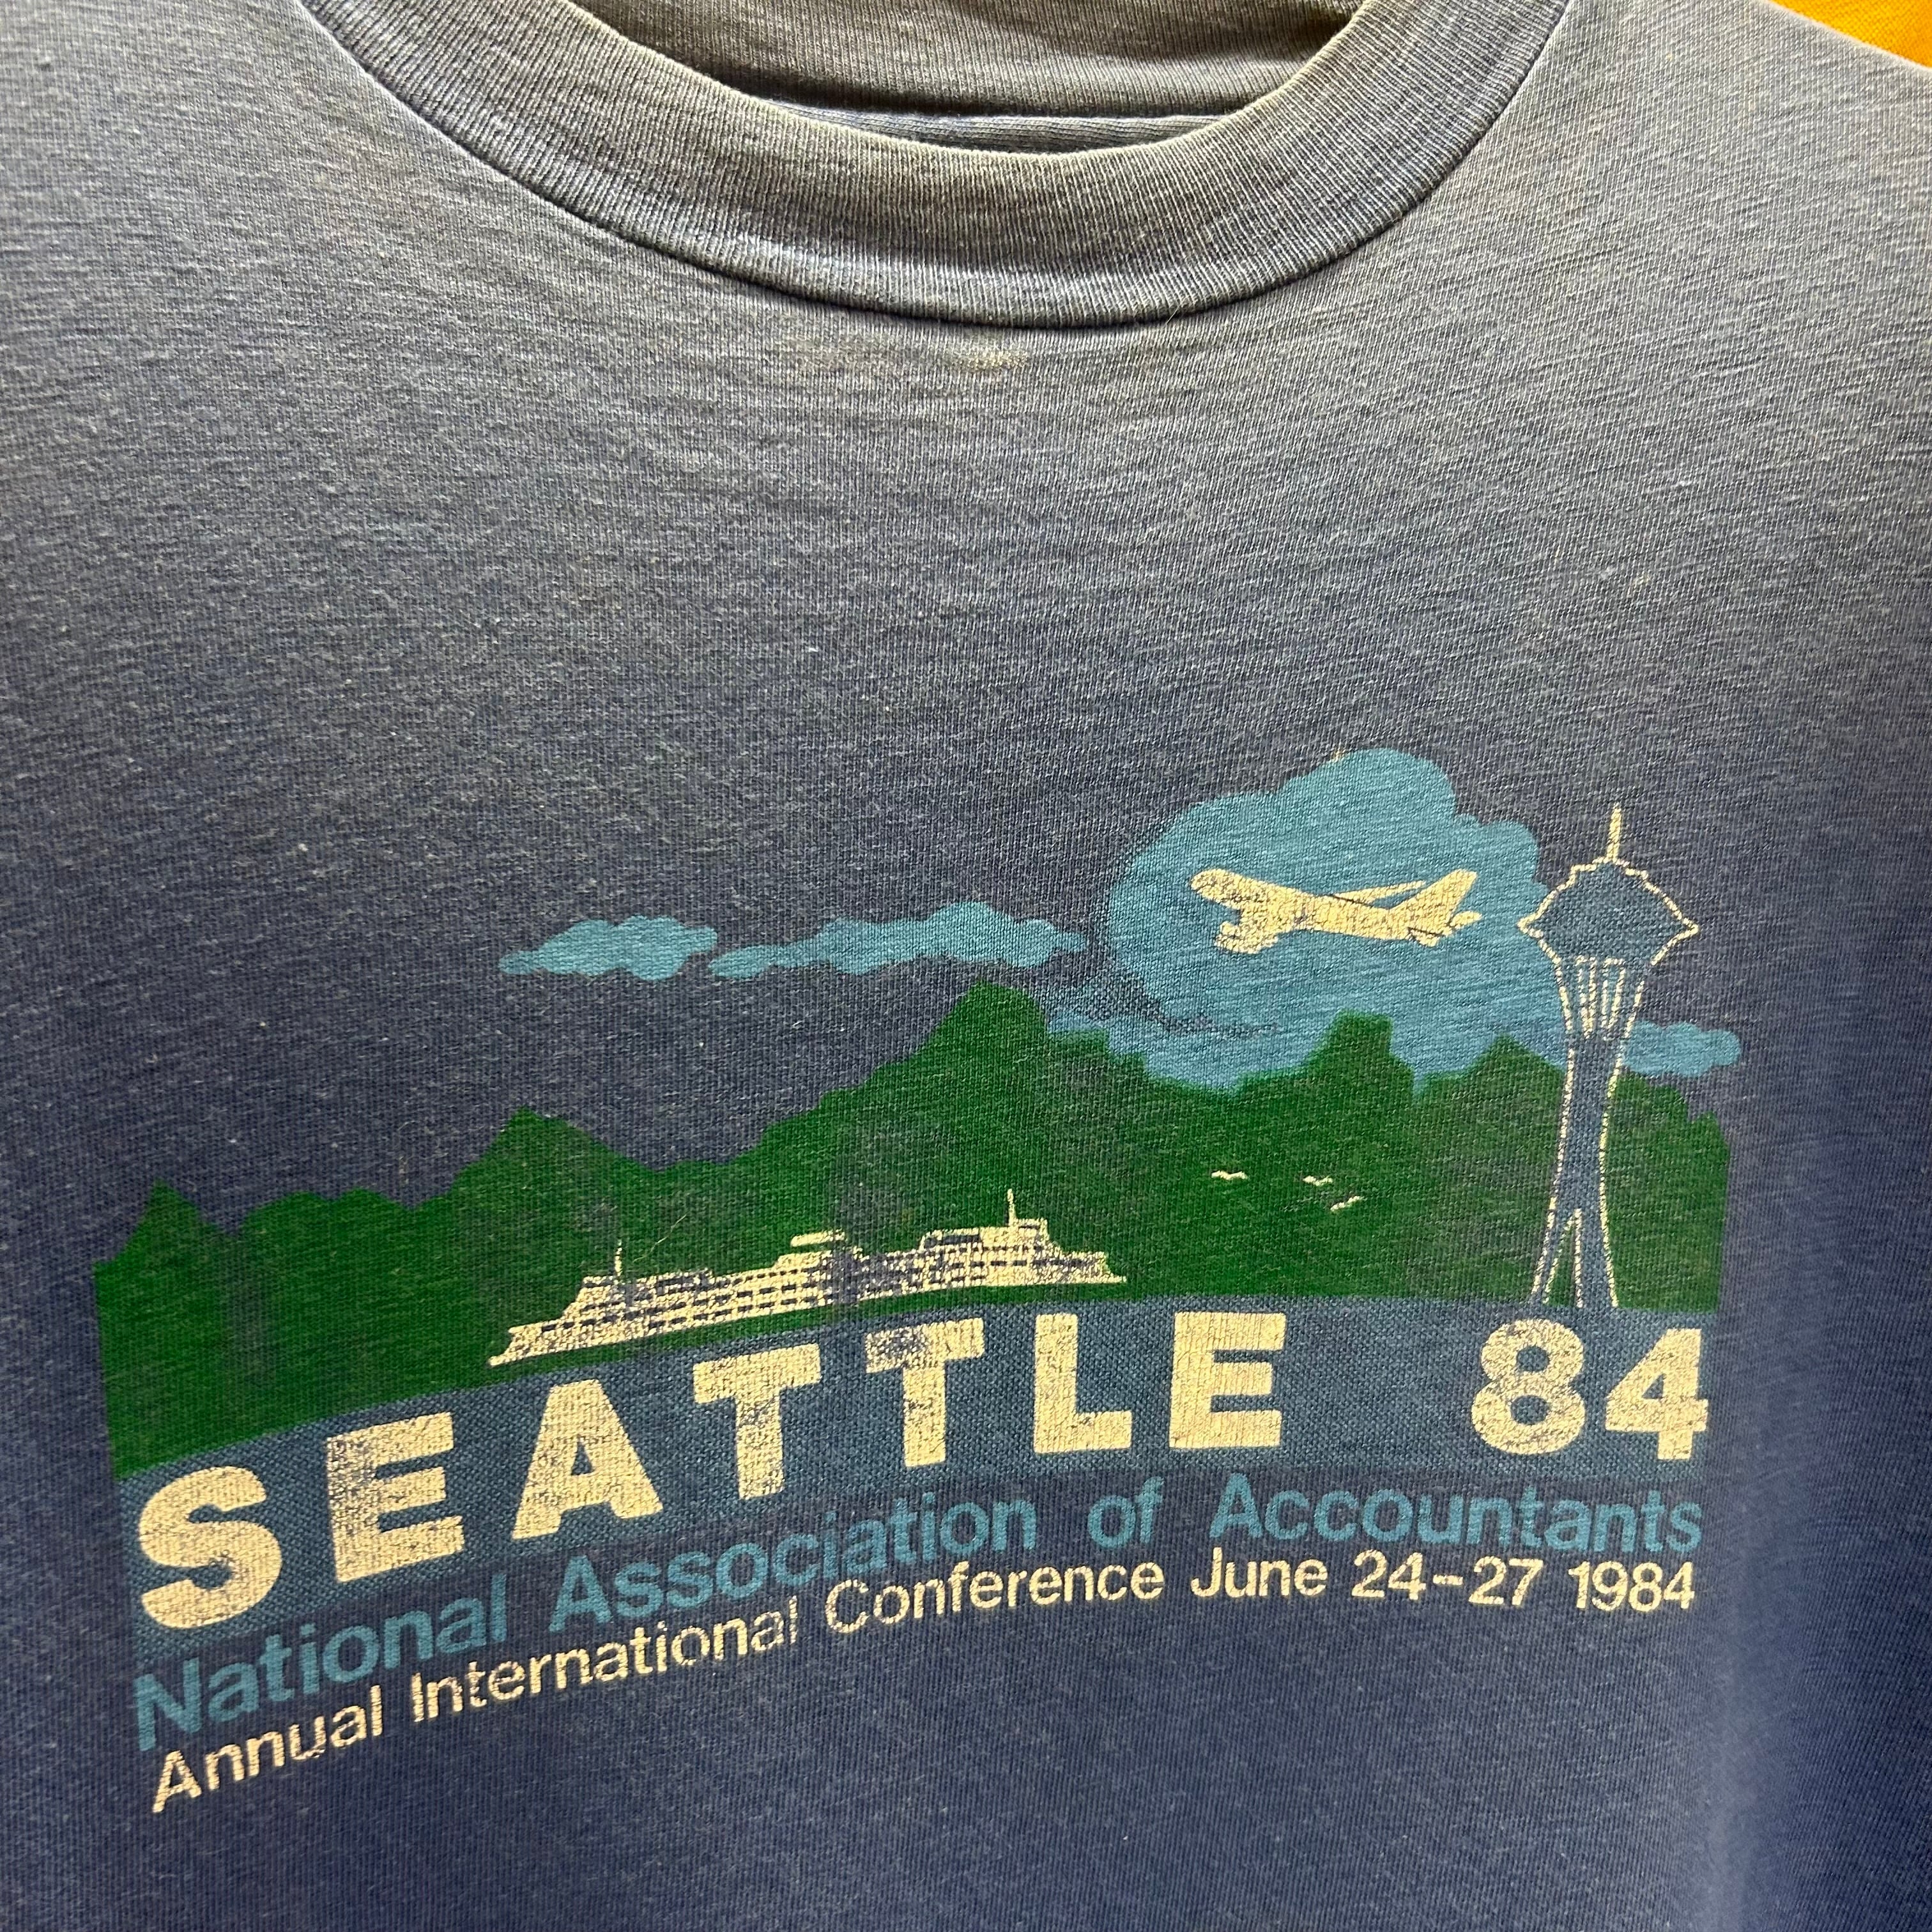 SEATTLE 84
National Association of Accountants
Annual International Conference June 24-27 1984